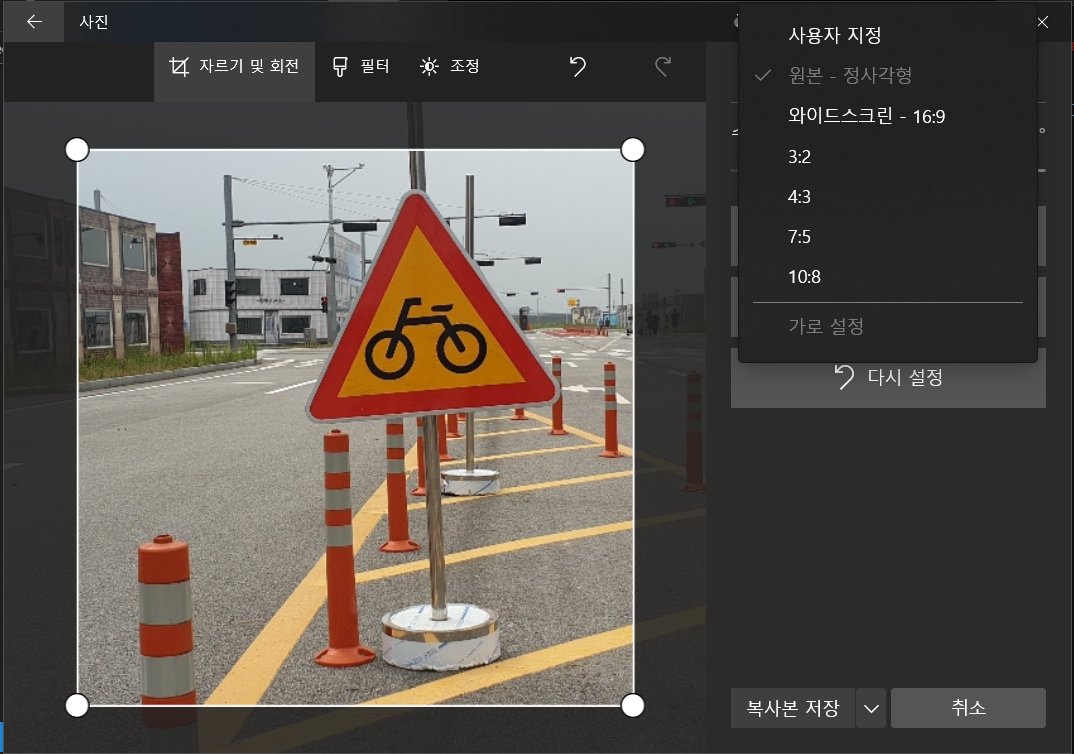 사진
자르기 및 회전
필터
조정
사용자 지정
원본 - 정사각형
와이드스크린 - 16:9
3:2
4:3
7:5
10:8
가로 설정
다시 설정
복사본 저장
취소